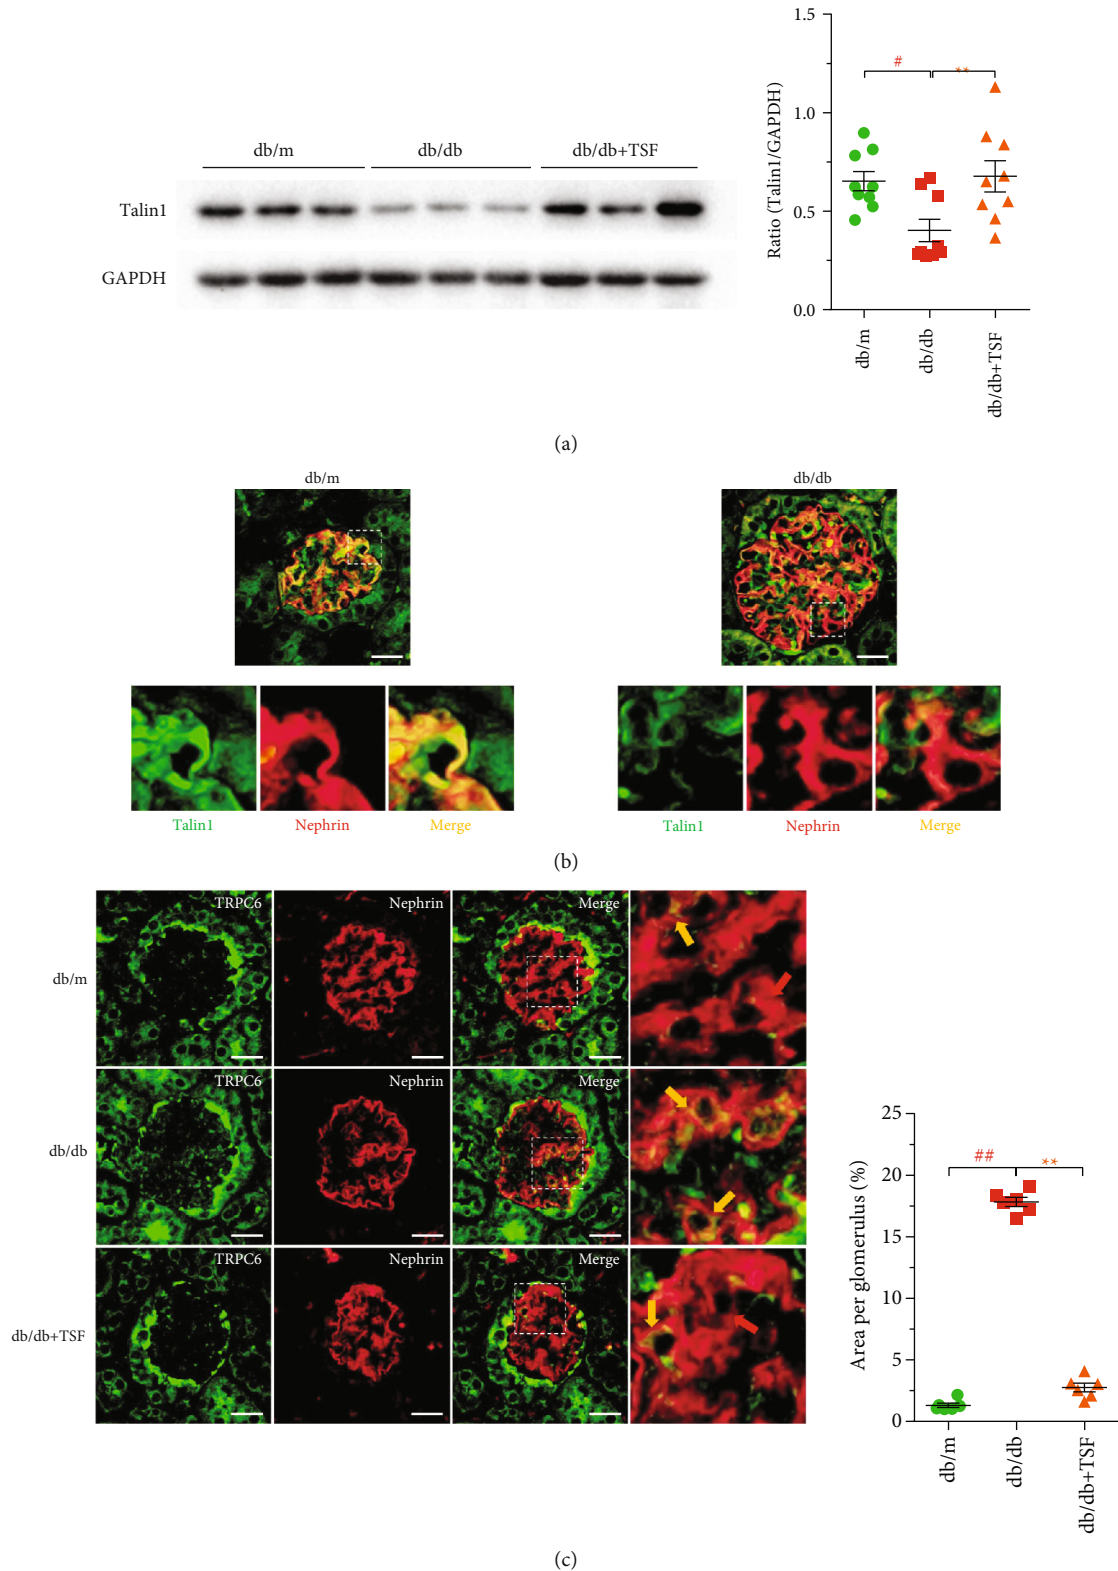 db/m
db/db
db/db+TSF
Talin1
GAPDH
Ratio (Talin1/GAPDH)
1.5
1.0
0.5
0.0
#
**
db/m
db/db
db/db+TSF
(a)
db/m
db/db
Talin1
Nephrin
Merge
Talin1
Nephrin
Merge
(b)
TRPC6
Nephrin
Merge
db/m
TRPC6
Nephrin
Merge
db/db
TRPC6
Nephrin
Merge
db/db+TSF
Area per glomerulus (%)
25
20
15
10
5
0
##
**
db/m
db/db
db/db+TSF
(c)